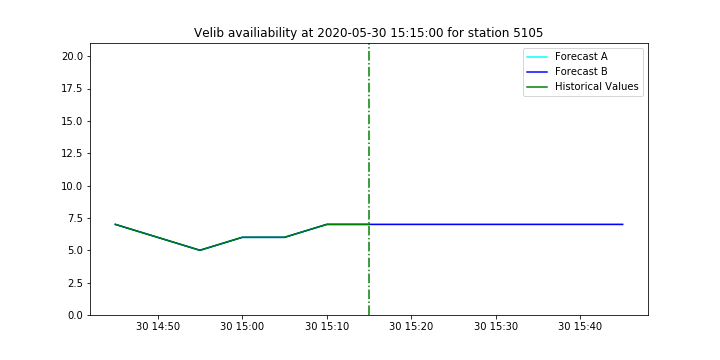 Velib availiability at 2020-05-30 15:15:00 for station 5105
Forecast A
Forecast B
Historical Values
20.0
17.5
15.0
12.5
10.0
7.5
5.0
2.5
0.0
30 14:50 30 15:00 30 15:10 30 15:20 30 15:30 30 15:40